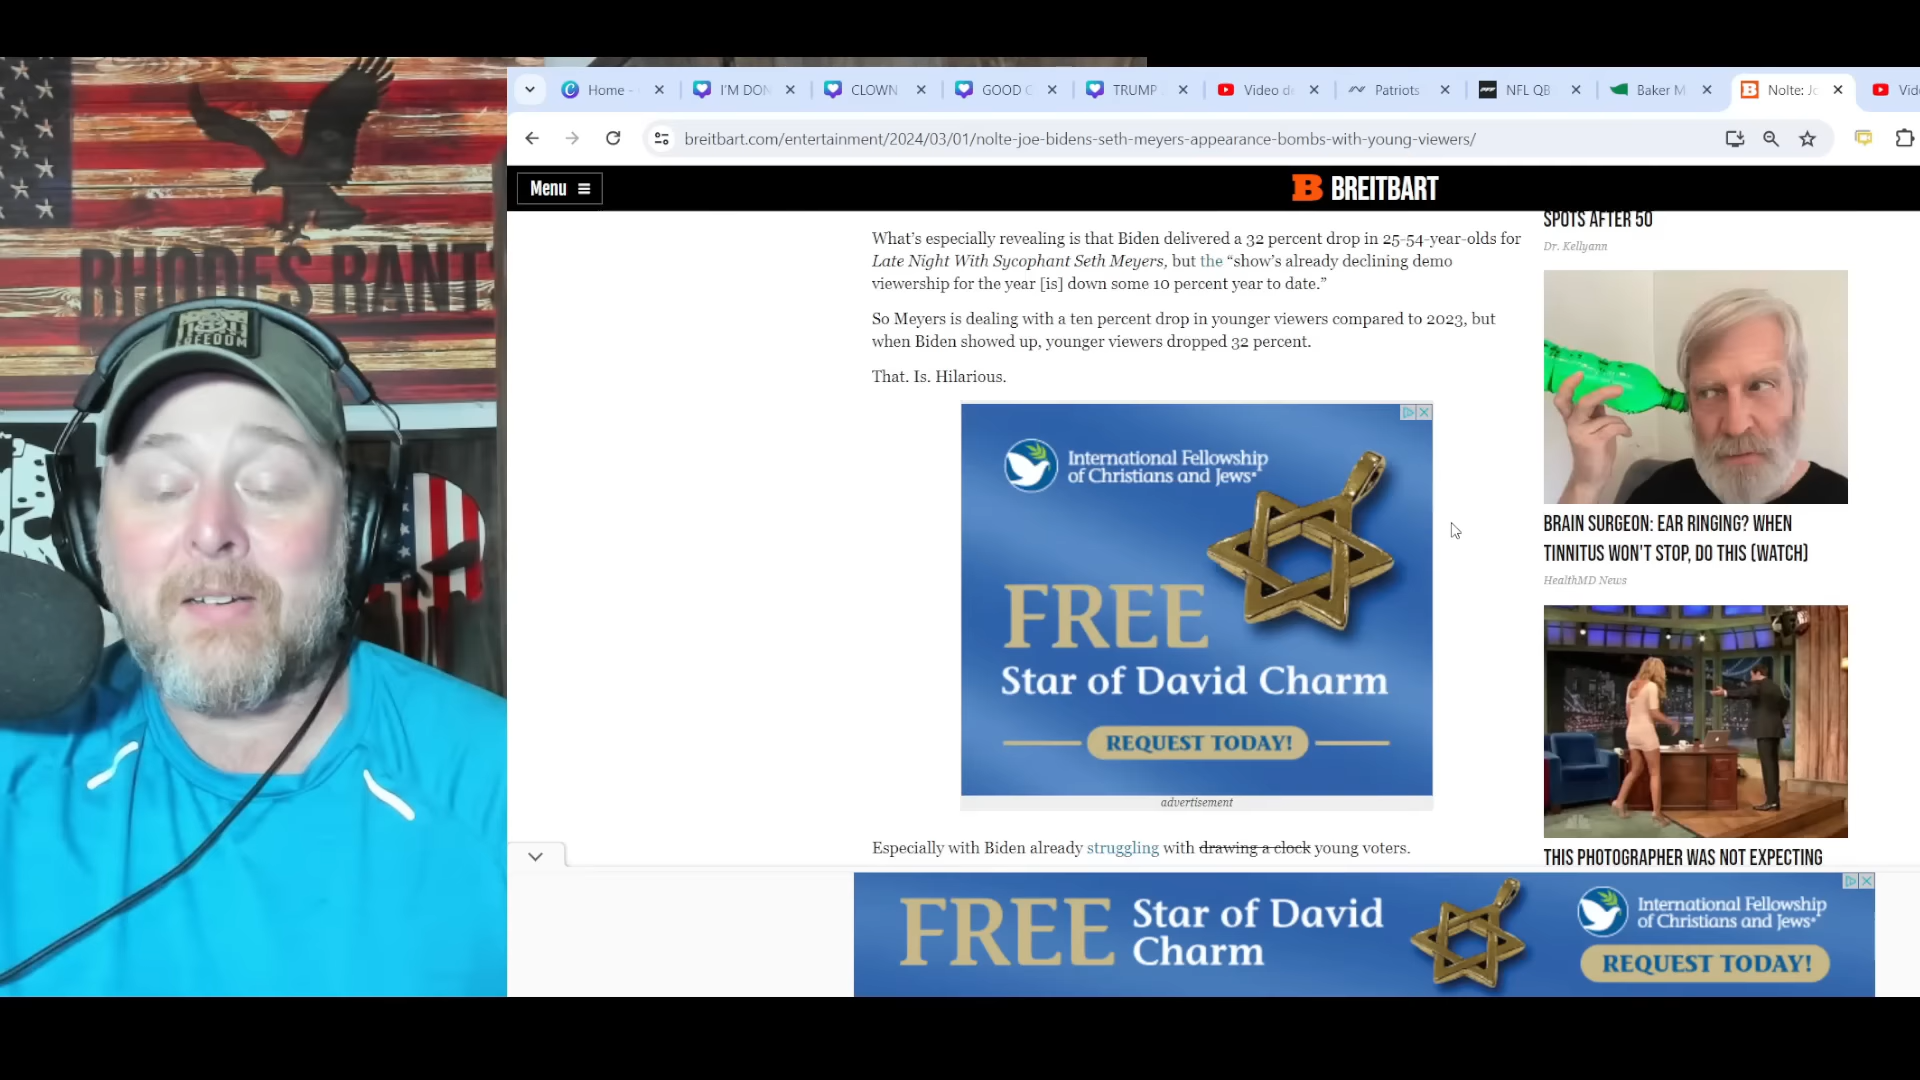 RHODES RANT
FREEDOM
Home -
I'M DON
CLOWN
GOOD
TRUMP
Video de
Patriots
NFL QB
Baker M
Nolte: Jo
Vid
breitbart.com/entertainment/2024/03/01/nolte-joe-bidens-seth-meyers-appearance-bombs-with-young-viewers/
Menu
B BREITBART
What's especially revealing is that Biden delivered a 32 percent drop in 25-54-year-olds for
Late Night With Sycophant Seth Meyers, but the “show's already declining demo
viewership for the year [is] down some 10 percent year to date.”
So Meyers is dealing with a ten percent drop in younger viewers compared to 2023, but
when Biden showed up, younger viewers dropped 32 percent.
That. Is. Hilarious.
International Fellowship
of Christians and Jews®
FREE
Star of David Charm
REQUEST TODAY!
advertisement
Especially with Biden already struggling with drawing a clock young voters.
SPOTS AFTER 50
Dr. Kellyann
BRAIN SURGEON: EAR RINGING? WHEN
TINNITUS WON'T STOP, DO THIS (WATCH)
HealthMD News
THIS PHOTOGRAPHER WAS NOT EXPECTING
FREE
Star of David
Charm
International Fellowship
of Christians and Jews®
REQUEST TODAY!